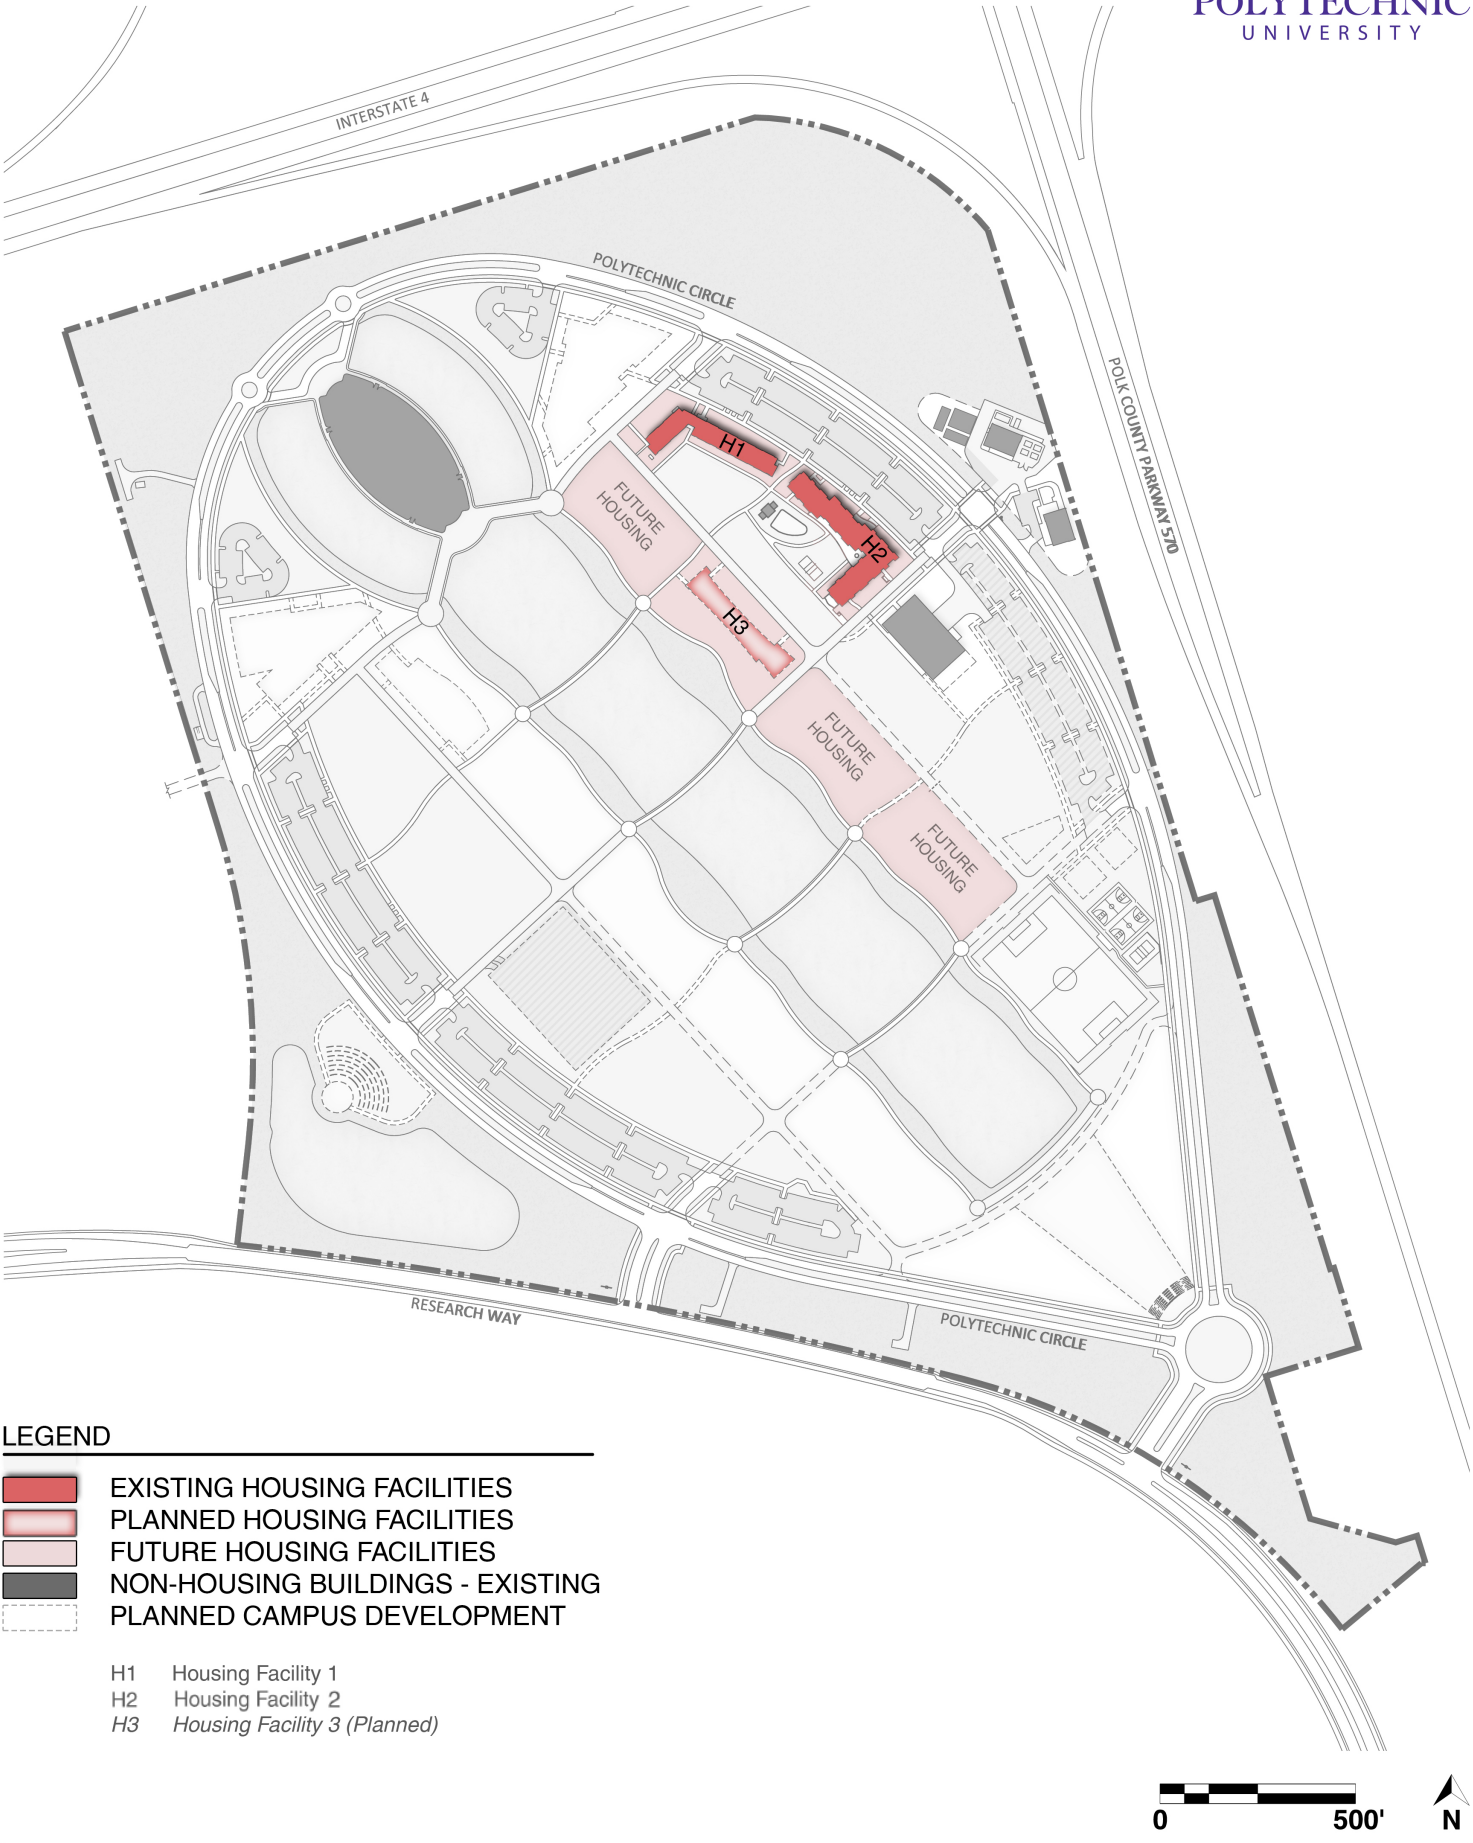 POLYTECHNIC
UNIVERSITY
INTERSTATE 4
POLYTECHNIC CIRCLE
POLK COUNTY PARKWAY 570
H1
FUTURE
HOUSING
H2
H3
FUTURE
HOUSING
FUTURE
HOUSING
RESEARCH WAY
POLYTECHNIC CIRCLE
LEGEND
EXISTING HOUSING FACILITIES
PLANNED HOUSING FACILITIES
FUTURE HOUSING FACILITIES
NON-HOUSING BUILDINGS - EXISTING
PLANNED CAMPUS DEVELOPMENT
H1 Housing Facility 1
H2 Housing Facility 2
H3 Housing Facility 3 (Planned)
0 500' N